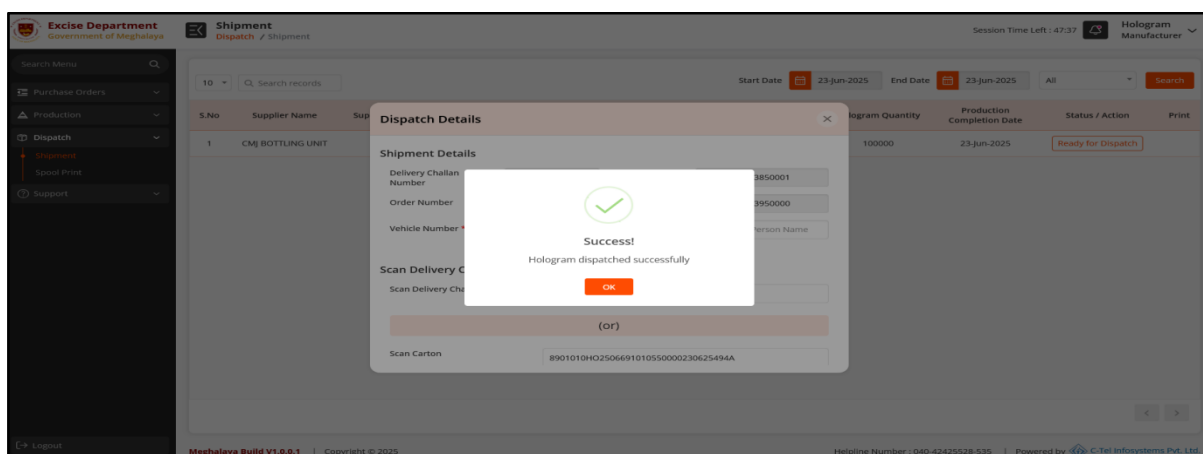 Excise Department
Government of Meghalaya
Shipment
Dispatch / Shipment
Session Time Left : 47:37
Hologram
Manufacturer
Search Menu
Purchase Orders
Production
Dispatch
Shipment
Spool Print
Support
Logout
10
Search records
Start Date
23-Jun-2025
End Date
23-Jun-2025
All
Search
S.No
Supplier Name
Sup
logram Quantity
Production
Completion Date
Status / Action
Print
1
CMJ BOTTLING UNIT
100000
23-Jun-2025
Ready for Dispatch
Dispatch Details
Shipment Details
Delivery Challan
Number
3850001
Order Number
3950000
Vehicle Number *
Person Name
Scan Delivery C
Scan Delivery Cha
(or)
Scan Carton
8901010HO2506691010550000230625494A
Success!
Hologram dispatched successfully
OK
Meghalaya Build V1.0.0.1 | Copyright © 2025
Helpline Number : 040-42425528-535 | Powered by C-Tel Infosystems Pvt. Ltd.